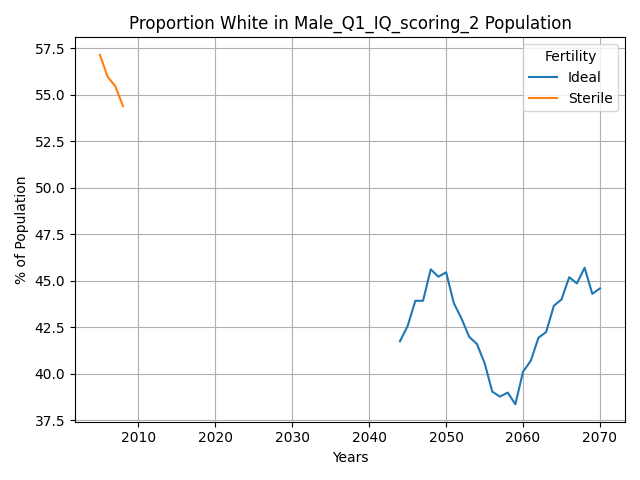 Proportion White in Male_Q1_IQ_scoring_2 Population
Fertility
Ideal
Sterile
% of Population
57.5
55.0
52.5
50.0
47.5
45.0
42.5
40.0
37.5
2010 2020 2030 2040 2050 2060 2070
Years